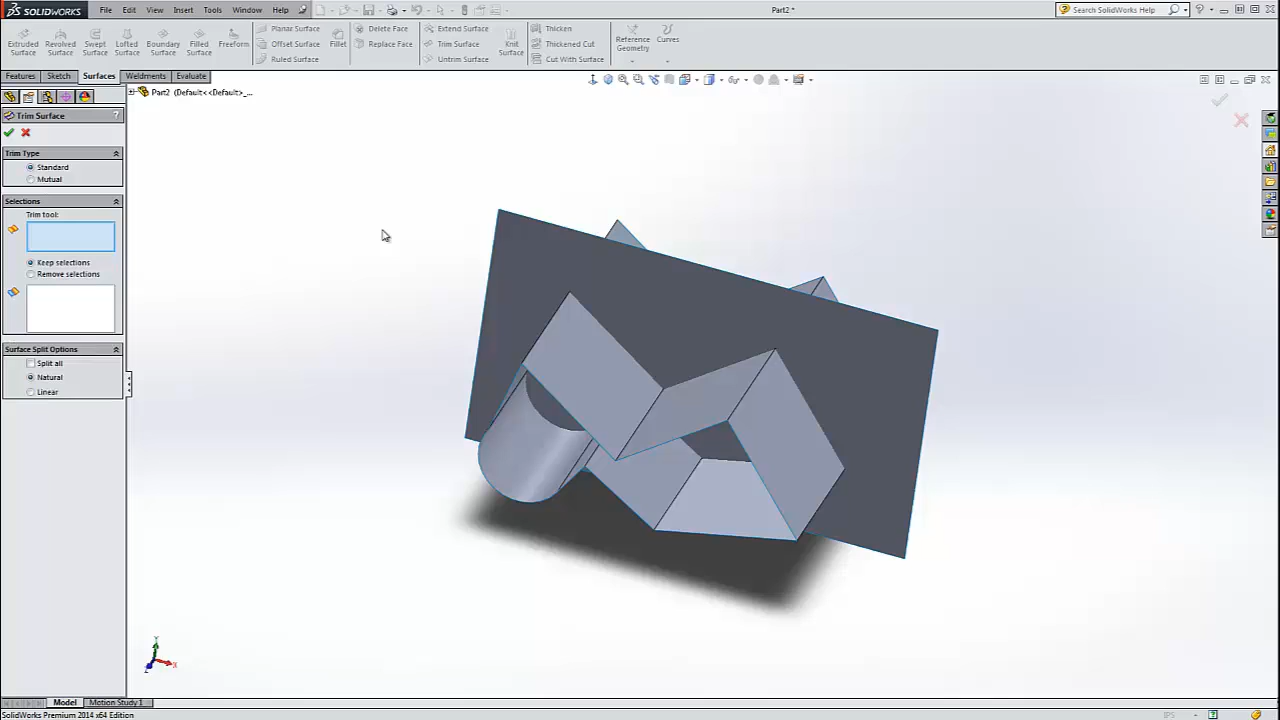 SOLIDWORKS File Edit View Insert Tools Window Help Part2 * Search SolidWorks Help
Extruded Surface Revolved Surface Swept Surface Lofted Surface Boundary Surface Filled Surface Freeform
Planar Surface
Offset Surface
Ruled Surface
Fillet
Delete Face
Replace Face
Extend Surface
Trim Surface
Untrim Surface
Knit Surface
Thicken
Thickened Cut
Cut With Surface
Reference Geometry
Curves
Features Sketch Surfaces Weldments Evaluate
Part2 (Default<<Default>_...
Trim Surface ?
Trim Type
Standard
Mutual
Selections
Trim tool:
Keep selections
Remove selections
Surface Split Options
Split all
Natural
Linear
Y
X
Z
Model Motion Study 1
SolidWorks Premium 2014 x64 Edition
IPS